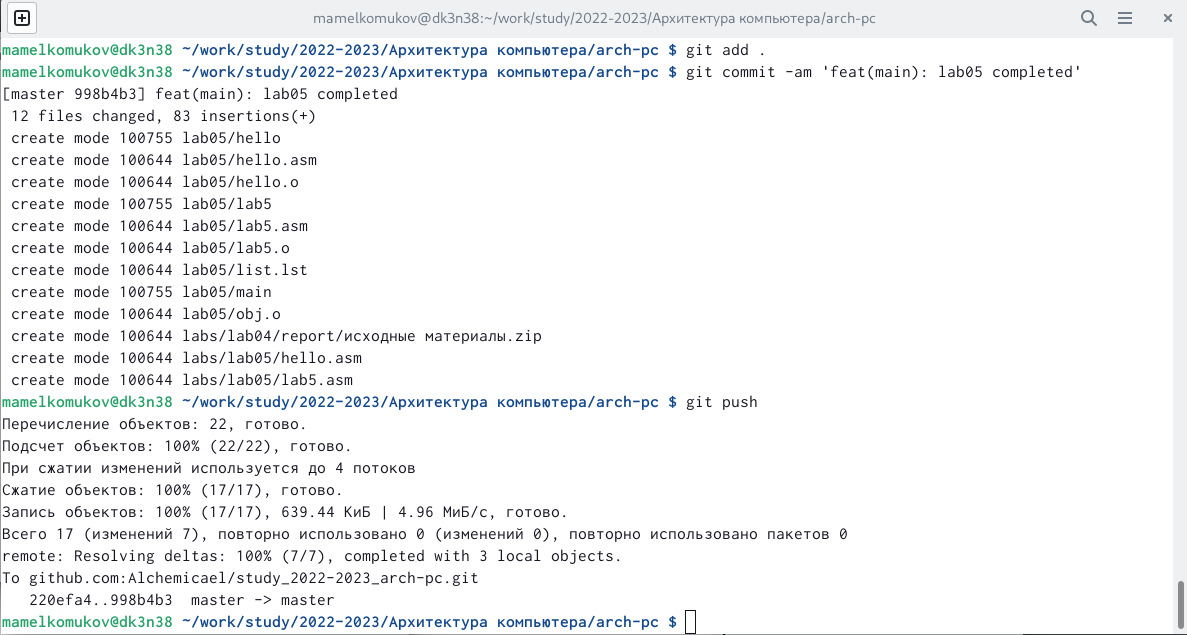 mamelkomukov@dk3n38:~/work/study/2022-2023/Архитектура компьютера/arch-pc
mamelkomukov@dk3n38 ~/work/study/2022-2023/Архитектура компьютера/arch-pc $ git add .
mamelkomukov@dk3n38 ~/work/study/2022-2023/Архитектура компьютера/arch-pc $ git commit -am 'feat(main): lab05 completed'
[master 998b4b3] feat(main): lab05 completed
 12 files changed, 83 insertions(+)
 create mode 100755 lab05/hello
 create mode 100644 lab05/hello.asm
 create mode 100644 lab05/hello.o
 create mode 100755 lab05/lab5
 create mode 100644 lab05/lab5.asm
 create mode 100644 lab05/lab5.o
 create mode 100644 lab05/list.lst
 create mode 100755 lab05/main
 create mode 100644 lab05/obj.o
 create mode 100644 labs/lab04/report/исходные материалы.zip
 create mode 100644 labs/lab05/hello.asm
 create mode 100644 labs/lab05/lab5.asm
mamelkomukov@dk3n38 ~/work/study/2022-2023/Архитектура компьютера/arch-pc $ git push
Перечисление объектов: 22, готово.
Подсчет объектов: 100% (22/22), готово.
При сжатии изменений используется до 4 потоков
Сжатие объектов: 100% (17/17), готово.
Запись объектов: 100% (17/17), 639.44 КиБ | 4.96 МиБ/с, готово.
Всего 17 (изменений 7), повторно использовано 0 (изменений 0), повторно использовано пакетов 0
remote: Resolving deltas: 100% (7/7), completed with 3 local objects.
To github.com:Alchemicael/study_2022-2023_arch-pc.git
   220efa4..998b4b3  master -> master
mamelkomukov@dk3n38 ~/work/study/2022-2023/Архитектура компьютера/arch-pc $